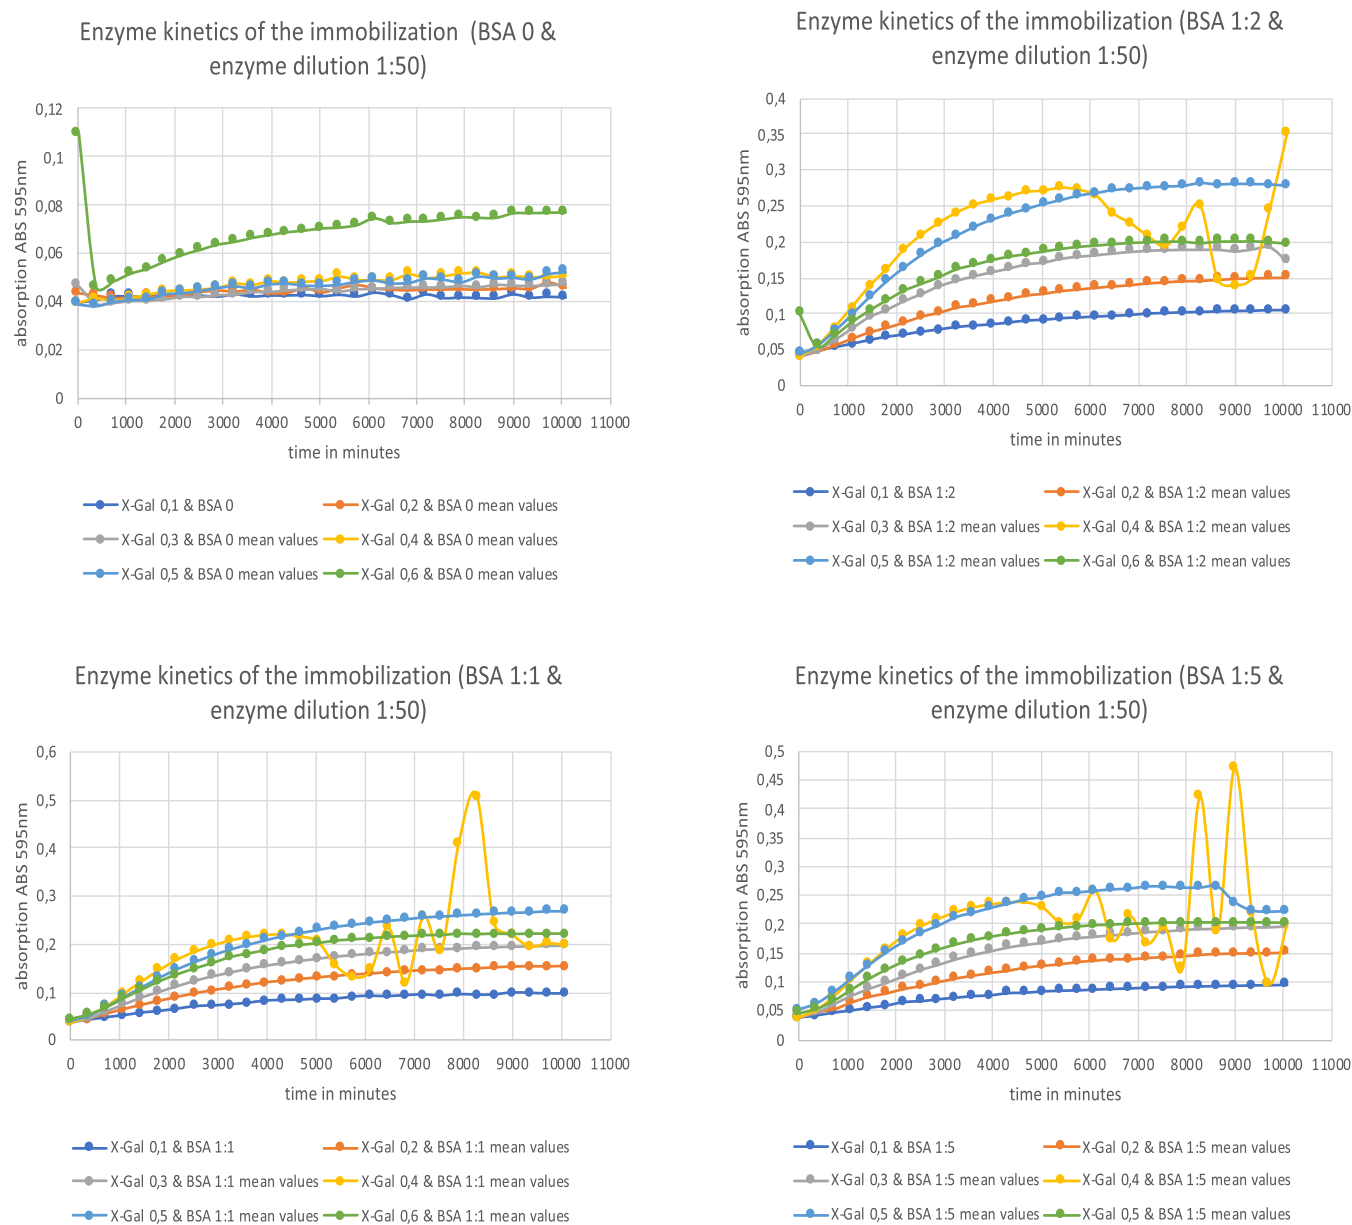 Enzyme kinetics of the immobilization  (BSA 0 &
enzyme dilution 1:50)
absorption ABS 595nm
0,12
0,1
0,08
0,06
0,04
0,02
0
0 1000 2000 3000 4000 5000 6000 7000 8000 9000 10000 11000
time in minutes
X-Gal 0,1 & BSA 0
X-Gal 0,2 & BSA 0 mean values
X-Gal 0,3 & BSA 0 mean values
X-Gal 0,4 & BSA 0 mean values
X-Gal 0,5 & BSA 0 mean values
X-Gal 0,6 & BSA 0 mean values
Enzyme kinetics of the immobilization (BSA 1:2 &
enzyme dilution 1:50)
absorption ABS 595nm
0,4
0,35
0,3
0,25
0,2
0,15
0,1
0,05
0
0 1000 2000 3000 4000 5000 6000 7000 8000 9000 10000 11000
time in minutes
X-Gal 0,1 & BSA 1:2
X-Gal 0,2 & BSA 1:2 mean values
X-Gal 0,3 & BSA 1:2 mean values
X-Gal 0,4 & BSA 1:2 mean values
X-Gal 0,5 & BSA 1:2 mean values
X-Gal 0,6 & BSA 1:2 mean values
Enzyme kinetics of the immobilization (BSA 1:1 &
enzyme dilution 1:50)
absorption ABS 595nm
0,6
0,5
0,4
0,3
0,2
0,1
0
0 1000 2000 3000 4000 5000 6000 7000 8000 9000 10000 11000
time in minutes
X-Gal 0,1 & BSA 1:1
X-Gal 0,2 & BSA 1:1 mean values
X-Gal 0,3 & BSA 1:1 mean values
X-Gal 0,4 & BSA 1:1 mean values
X-Gal 0,5 & BSA 1:1 mean values
X-Gal 0,6 & BSA 1:1 mean values
Enzyme kinetics of the immobilization (BSA 1:5 &
enzyme dilution 1:50)
absorption ABS 595nm
0,5
0,45
0,4
0,35
0,3
0,25
0,2
0,15
0,1
0,05
0
0 1000 2000 3000 4000 5000 6000 7000 8000 9000 10000 11000
time in minutes
X-Gal 0,1 & BSA 1:5
X-Gal 0,2 & BSA 1:5 mean values
X-Gal 0,3 & BSA 1:5 mean values
X-Gal 0,4 & BSA 1:5 mean values
X-Gal 0,5 & BSA 1:5 mean values
X-Gal 0,5 & BSA 1:5 mean values